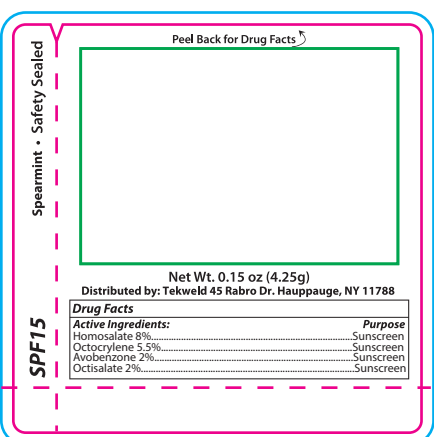 Peel Back for Drug Facts
Spearmint • Safety Sealed
SPF15
Net Wt. 0.15 oz (4.25g)
Distributed by: Tekweld 45 Rabro Dr. Hauppauge, NY 11788
Drug Facts
Active Ingredients: Purpose
Homosalate 8%......................................................Sunscreen
Octocrylene 5.5%...................................................Sunscreen
Avobenzone 2%.....................................................Sunscreen
Octisalate 2%.........................................................Sunscreen